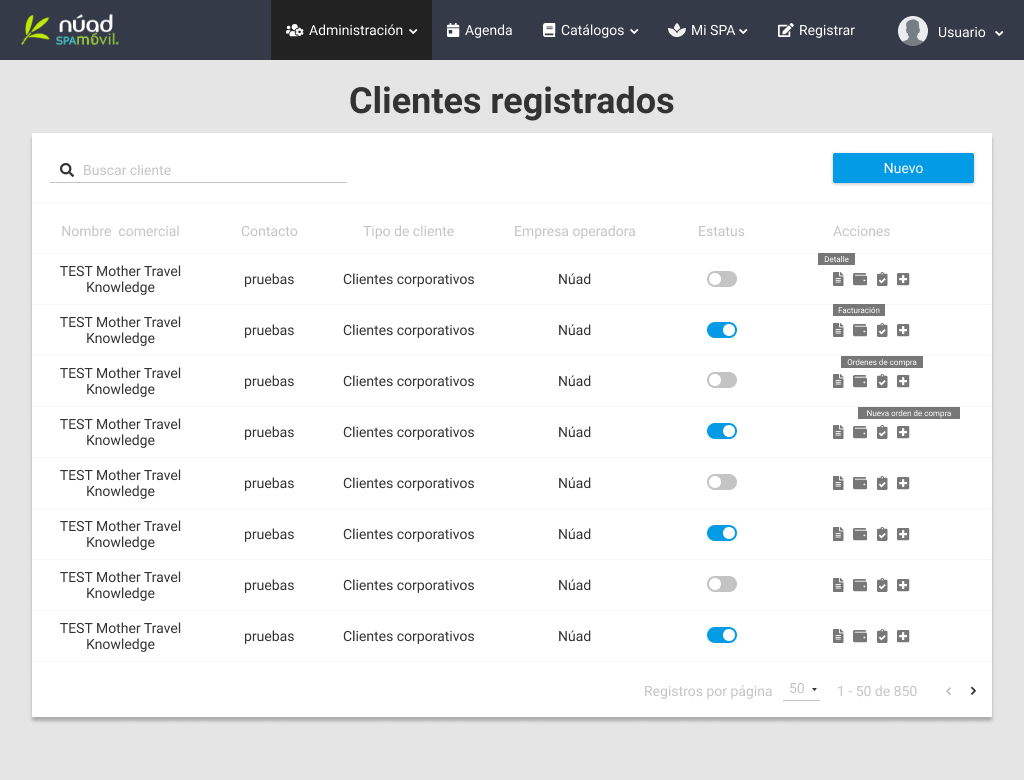 núad
SPAmóvil.
Administración
Agenda
Catálogos
Mi SPA
Registrar
Usuario
Clientes registrados
Buscar cliente
Nuevo
Nombre comercial
Contacto
Tipo de cliente
Empresa operadora
Estatus
Acciones
Detalle
TEST Mother Travel
Knowledge
pruebas
Clientes corporativos
Núad
Facturación
TEST Mother Travel
Knowledge
pruebas
Clientes corporativos
Núad
Ordenes de compra
TEST Mother Travel
Knowledge
pruebas
Clientes corporativos
Núad
Nueva orden de compra
TEST Mother Travel
Knowledge
pruebas
Clientes corporativos
Núad
TEST Mother Travel
Knowledge
pruebas
Clientes corporativos
Núad
TEST Mother Travel
Knowledge
pruebas
Clientes corporativos
Núad
TEST Mother Travel
Knowledge
pruebas
Clientes corporativos
Núad
TEST Mother Travel
Knowledge
pruebas
Clientes corporativos
Núad
Registros por página
50
1 - 50 de 850